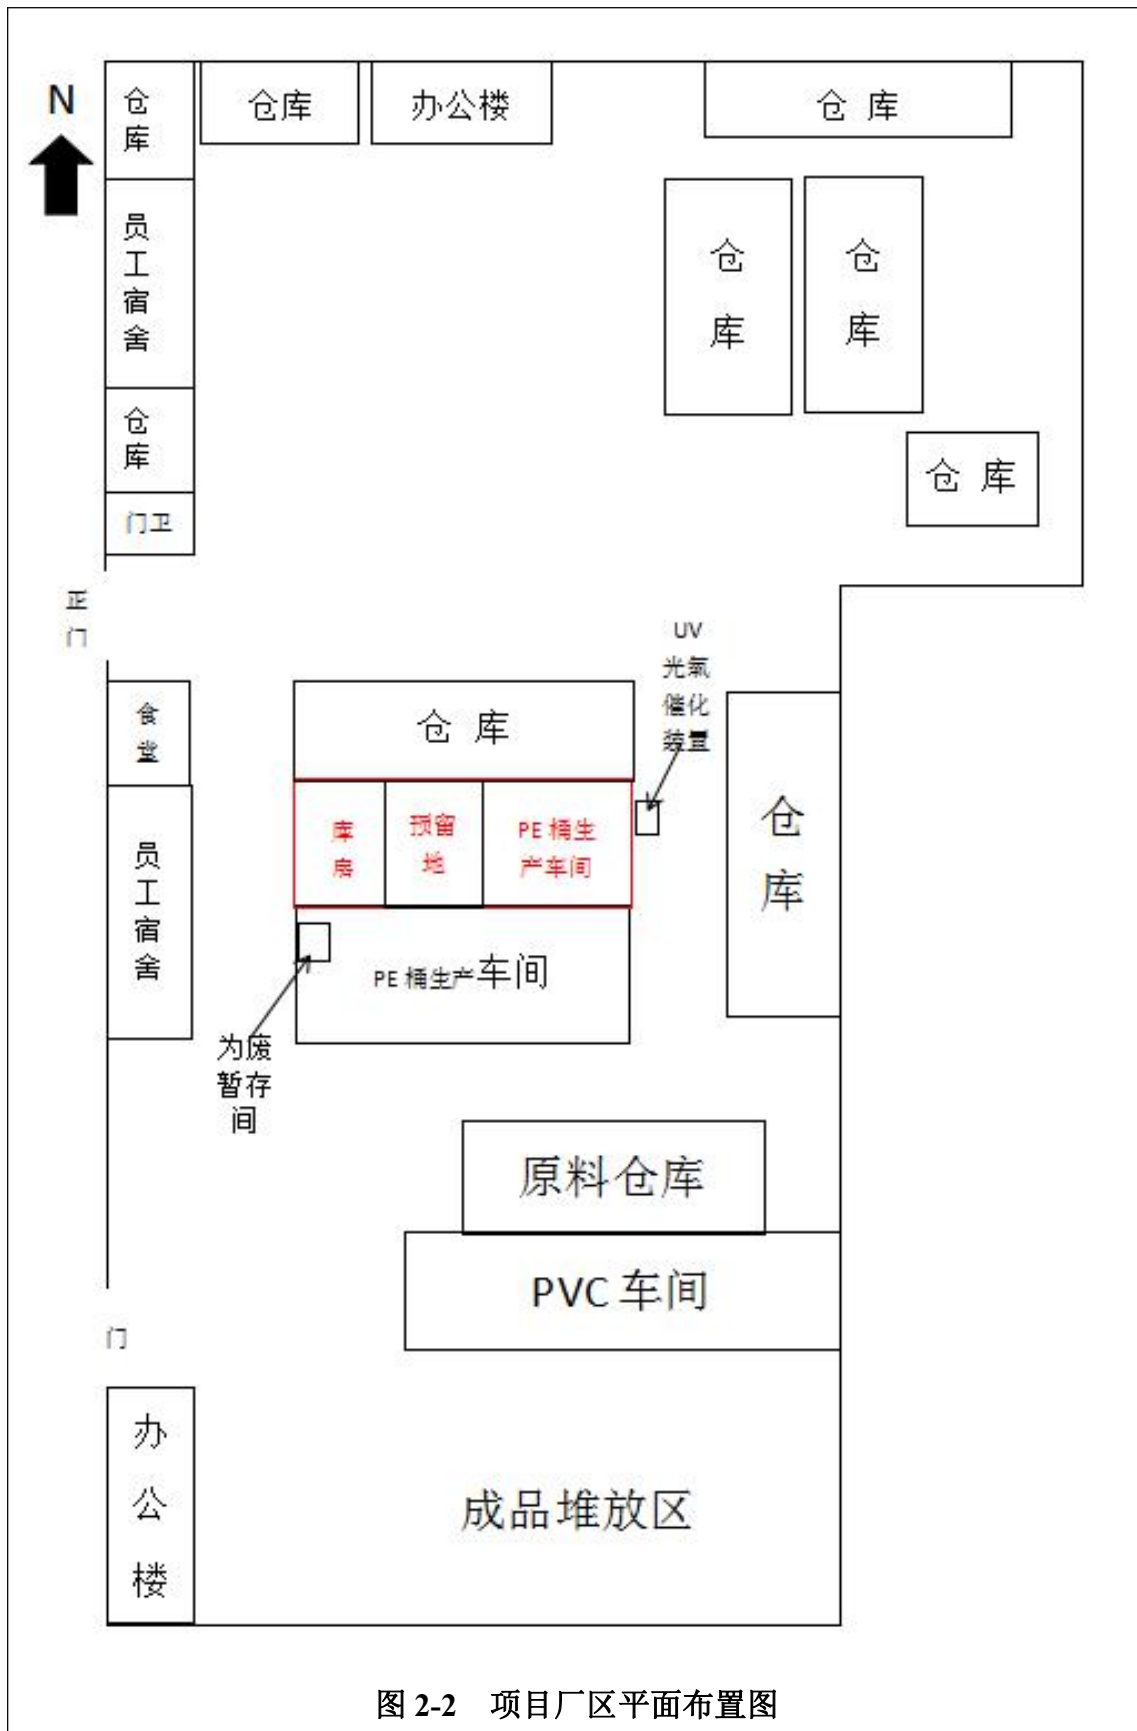 N
仓
库
仓库
办公楼
仓 库
员
工
宿
舍
仓
库
仓
库
仓
库
门卫
仓 库
正
门
UV
光氧
催化
装置
食
堂
仓 库
库
房
预留
地
PE 桶生
产车间
仓
库
员
工
宿
舍
PE 桶生产车间
为废
暂存
间
原料仓库
PVC 车间
门
办
公
楼
成品堆放区
图 2-2 项目厂区平面布置图